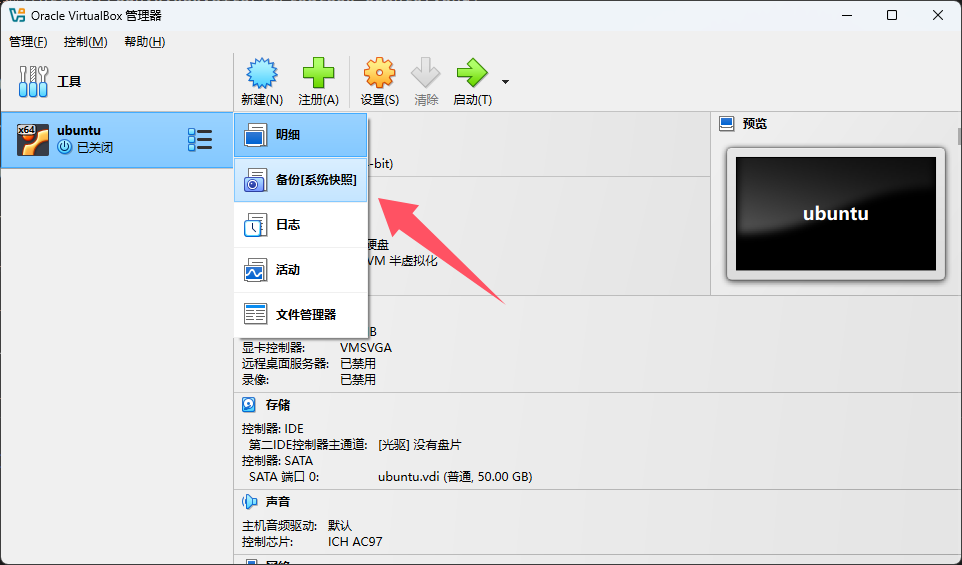 Oracle VirtualBox 管理器
管理(F) 控制(M) 帮助(H)
工具
新建(N) 注册(A) 设置(S) 清除 启动(T)
x64
ubuntu
已关闭
明细
备份[系统快照]
日志
活动
文件管理器
-bit)
硬盘
VM 半虚拟化
预览
ubuntu
B
显卡控制器: VMSVGA
远程桌面服务器: 已禁用
录像: 已禁用
存储
控制器: IDE
第二IDE控制器主通道: [光驱] 没有盘片
控制器: SATA
SATA 端口 0: ubuntu.vdi (普通, 50.00 GB)
声音
主机音频驱动: 默认
控制芯片: ICH AC97